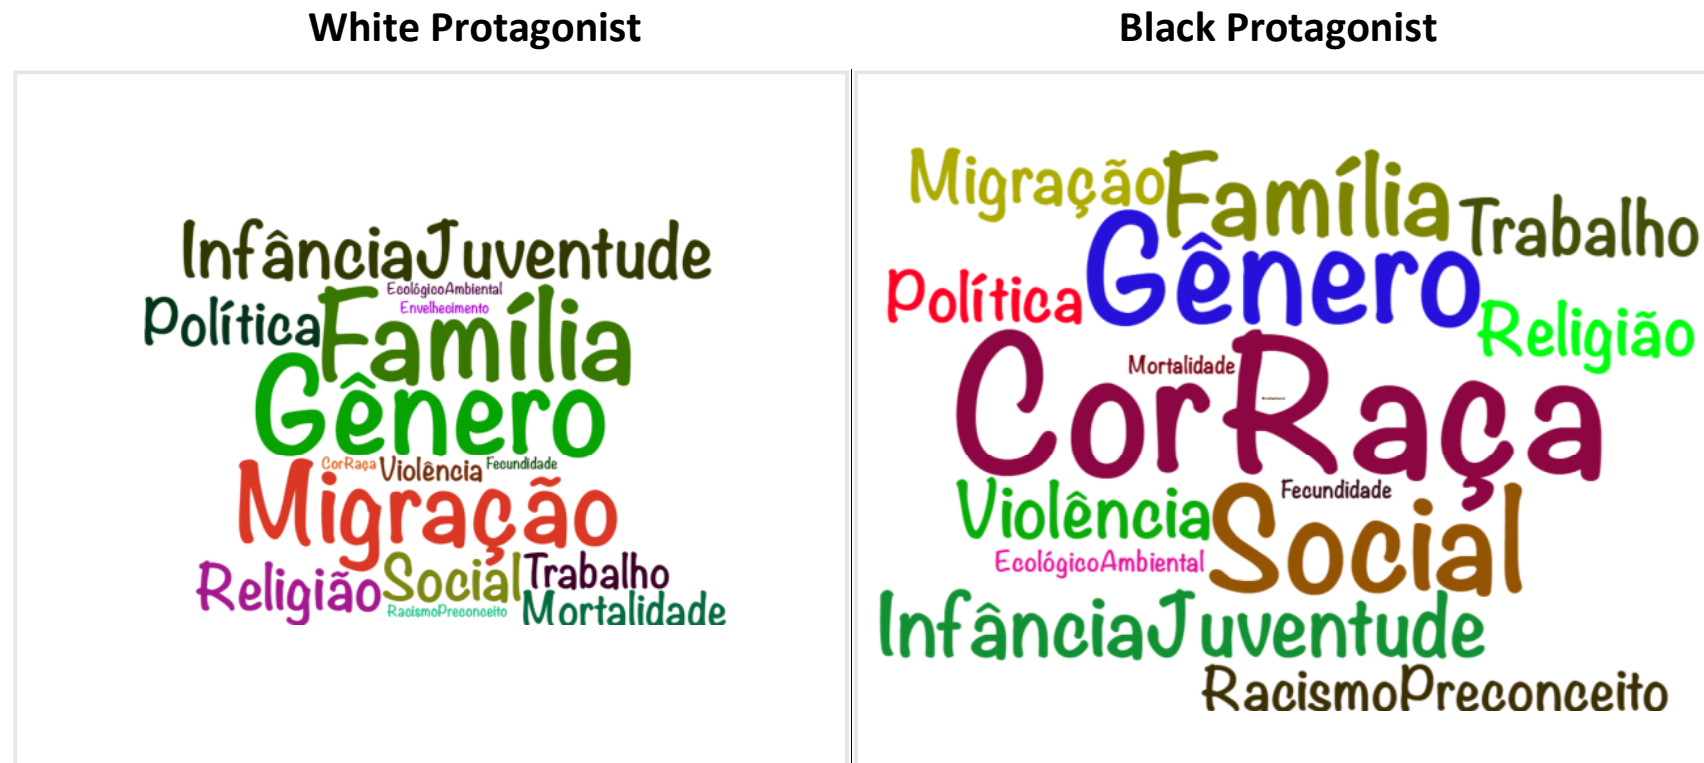 White Protagonist
InfânciaJuventude
EcológicoAmbiental
Envelhecimento
Política
Família
Gênero
CorRaça
Violência
Fecundidade
Migração
Religião
Social
Trabalho
RacismoPreconceito
Mortalidade
Black Protagonist
Migração
Família
Trabalho
Política
Gênero
Religião
Mortalidade
CorRaça
Violência
Fecundidade
EcológicoAmbiental
Social
InfânciaJuventude
RacismoPreconceito